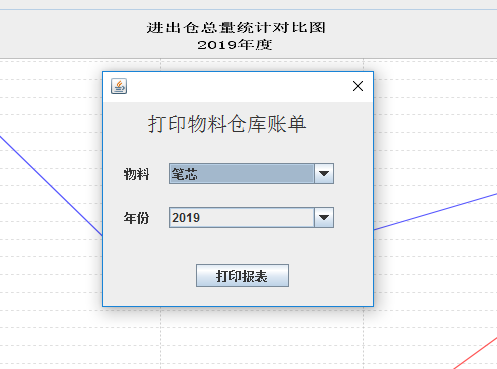 进出仓总量统计对比图
2019年度
打印物料仓库账单
物料 笔芯
年份 2019
打印报表